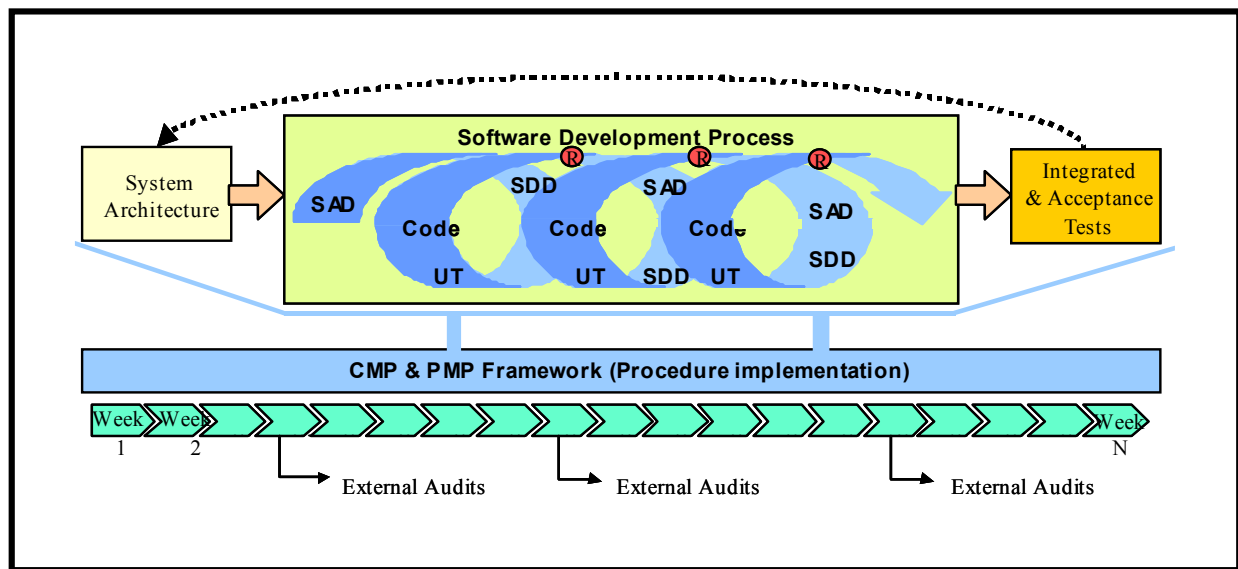 Software Development Process
R R R
System
Architecture
SAD
SDD
SAD
SAD
Code
Code
Code
UT
UT
SDD
UT
SDD
Integrated
& Acceptance
Tests
CMP & PMP Framework (Procedure implementation)
Week
1
Week
2
Week
N
External Audits
External Audits
External Audits